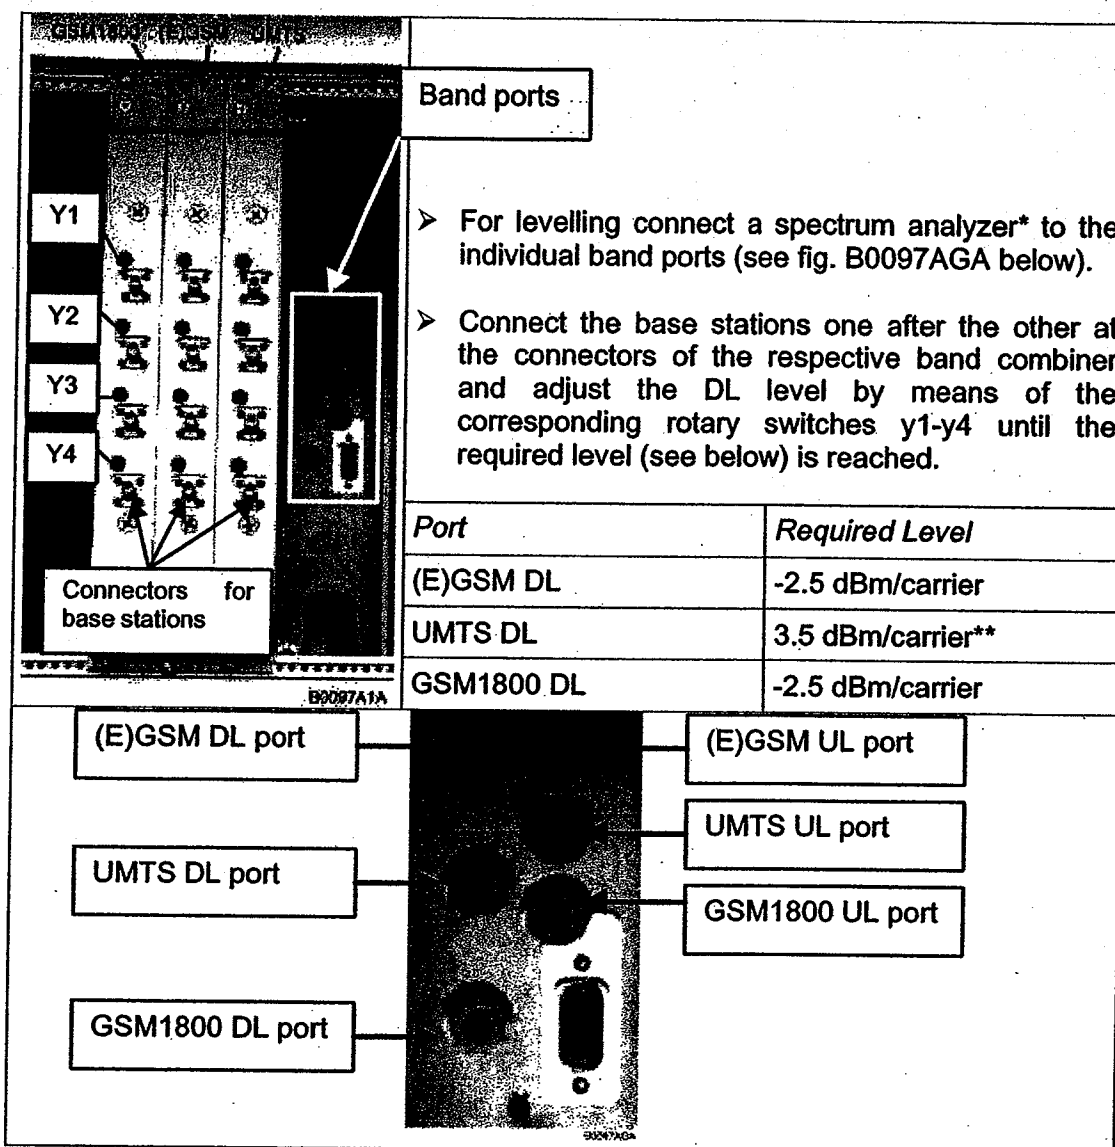 GSM1800 (E)GSM UMTS
Band ports
Y1
Y2
Y3
Y4
Connectors for
base stations
B0097A1A
➢ For levelling connect a spectrum analyzer* to the
individual band ports (see fig. B0097AGA below).
➢ Connect the base stations one after the other at
the connectors of the respective band combiner
and adjust the DL level by means of the
corresponding rotary switches y1-y4 until the
required level (see below) is reached.
Port Required Level
(E)GSM DL -2.5 dBm/carrier
UMTS DL 3.5 dBm/carrier**
GSM1800 DL -2.5 dBm/carrier
(E)GSM DL port
(E)GSM UL port
UMTS UL port
UMTS DL port
GSM1800 UL port
GSM1800 DL port